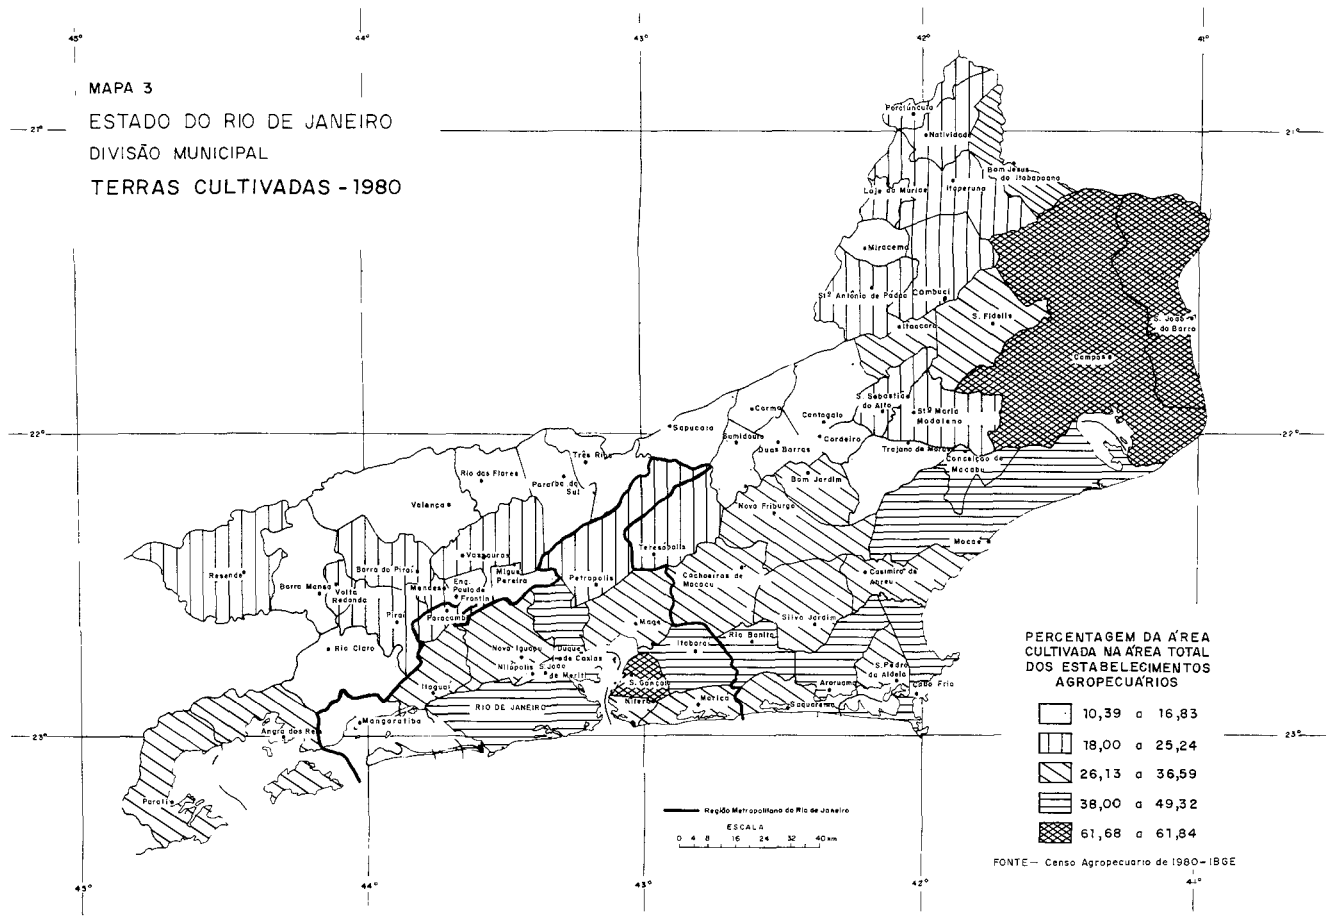 45°
44°
43°
42°
41°
MAPA 3
ESTADO DO RIO DE JANEIRO
DIVISÃO MUNICIPAL
TERRAS CULTIVADAS - 1980
21°
21°
Porciúncula
Natividade
Bom Jesus
do Itabapoana
Laje do Muriaé
Itaperuna
Miracema
Stº Antônio de Pádua
Cambuci
Itaocara
S. Fidelis
S. João
da Barra
Campos
S. Sebastião
do Alto
Stª Maria
Madalena
Carmo
Cantagalo
Sapucaia
22°
22°
Sumidouro
Duas Barras
Cordeiro
Trajano de Morais
Conceição de
Macabu
Três Rios
Rio das Flores
Paraíba do
Sul
Bom Jardim
Valença
Nova Friburgo
Macaé
Vassouras
Teresópolis
Resende
Barra do Piraí
Miguel
Pereira
Petrópolis
Cachoeiras de
Macacu
Casimiro de
Abreu
Barra Mansa
Volta
Redonda
Mendes
Eng.
Paulo de
Frontin
Piraí
Paracambi
Magé
Silva Jardim
Rio Bonito
Itaboraí
Rio Claro
Nova Iguaçu
Duque
de Caxias
Nilópolis
S. João
de Meriti
S. Gonçalo
S. Pedro
da Aldeia
Itaguaí
Araruama
Cabo Frio
Niterói
Maricá
Saquarema
RIO DE JANEIRO
Mangaratiba
Angra dos Reis
Parati
23°
23°
PERCENTAGEM DA ÁREA
CULTIVADA NA ÁREA TOTAL
DOS ESTABELECIMENTOS
AGROPECUÁRIOS
10,39 a 16,83
18,00 a 25,24
26,13 a 36,59
38,00 a 49,32
61,68 a 61,84
Região Metropolitana do Rio de Janeiro
ESCALA
0 4 8 16 24 32 40 km
FONTE - Censo Agropecuario de 1980-IBGE
45°
44°
43°
42°
41°